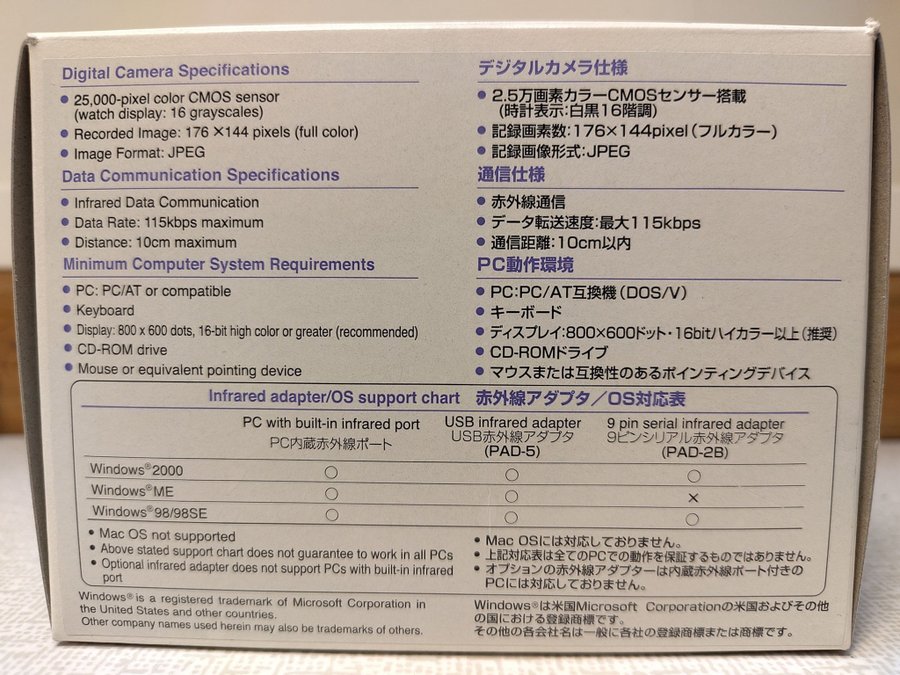 Digital Camera Specifications
25,000-pixel color CMOS sensor
(watch display: 16 grayscales)
Recorded Image: 176 ×144 pixels (full color)
Image Format: JPEG
Data Communication Specifications
Infrared Data Communication
Data Rate: 115kbps maximum
Distance: 10cm maximum
Minimum Computer System Requirements
PC: PC/AT or compatible
Keyboard
Display: 800 x 600 dots, 16-bit high color or greater (recommended)
CD-ROM drive
Mouse or equivalent pointing device
デジタルカメラ仕様
2.5万画素カラーCMOSセンサー搭載
(時計表示:白黒16階調)
記録画素数:176×144pixel(フルカラー)
記録画像形式:JPEG
通信仕様
赤外線通信
データ転送速度:最大115kbps
通信距離:10cm以内
PC動作環境
PC:PC/AT互換機(DOS/V)
キーボード
ディスプレイ:800×600ドット・16bitハイカラー以上(推奨)
CD-ROMドライブ
マウスまたは互換性のあるポインティングデバイス
Infrared adapter/OS support chart 赤外線アダプタ/OS対応表
PC with built-in infrared port USB infrared adapter 9 pin serial infrared adapter
PC内蔵赤外線ポート USB赤外線アダプタ 9ピンシリアル赤外線アダプタ
(PAD-5) (PAD-2B)
Windows®2000 ○ ○ ○
Windows®ME ○ ○ ×
Windows®98/98SE ○ ○ ○
• Mac OS not supported
• Above stated support chart does not guarantee to work in all PCs
• Optional infrared adapter does not support PCs with built-in infrared
port
• Mac OSには対応しておりません。
• 上記対応表は全てのPCでの動作を保証するものではありません。
• オプションの赤外線アダプターは内蔵赤外線ポート付きの
PCには対応しておりません。
Windows® is a registered trademark of Microsoft Corporation in
the United States and other countries.
Other company names used herein may also be trademarks of others.
Windows®は米国Microsoft Corporationの米国およびその他
の国における登録商標です。
その他の各会社名は一般に各社の登録商標または商標です。